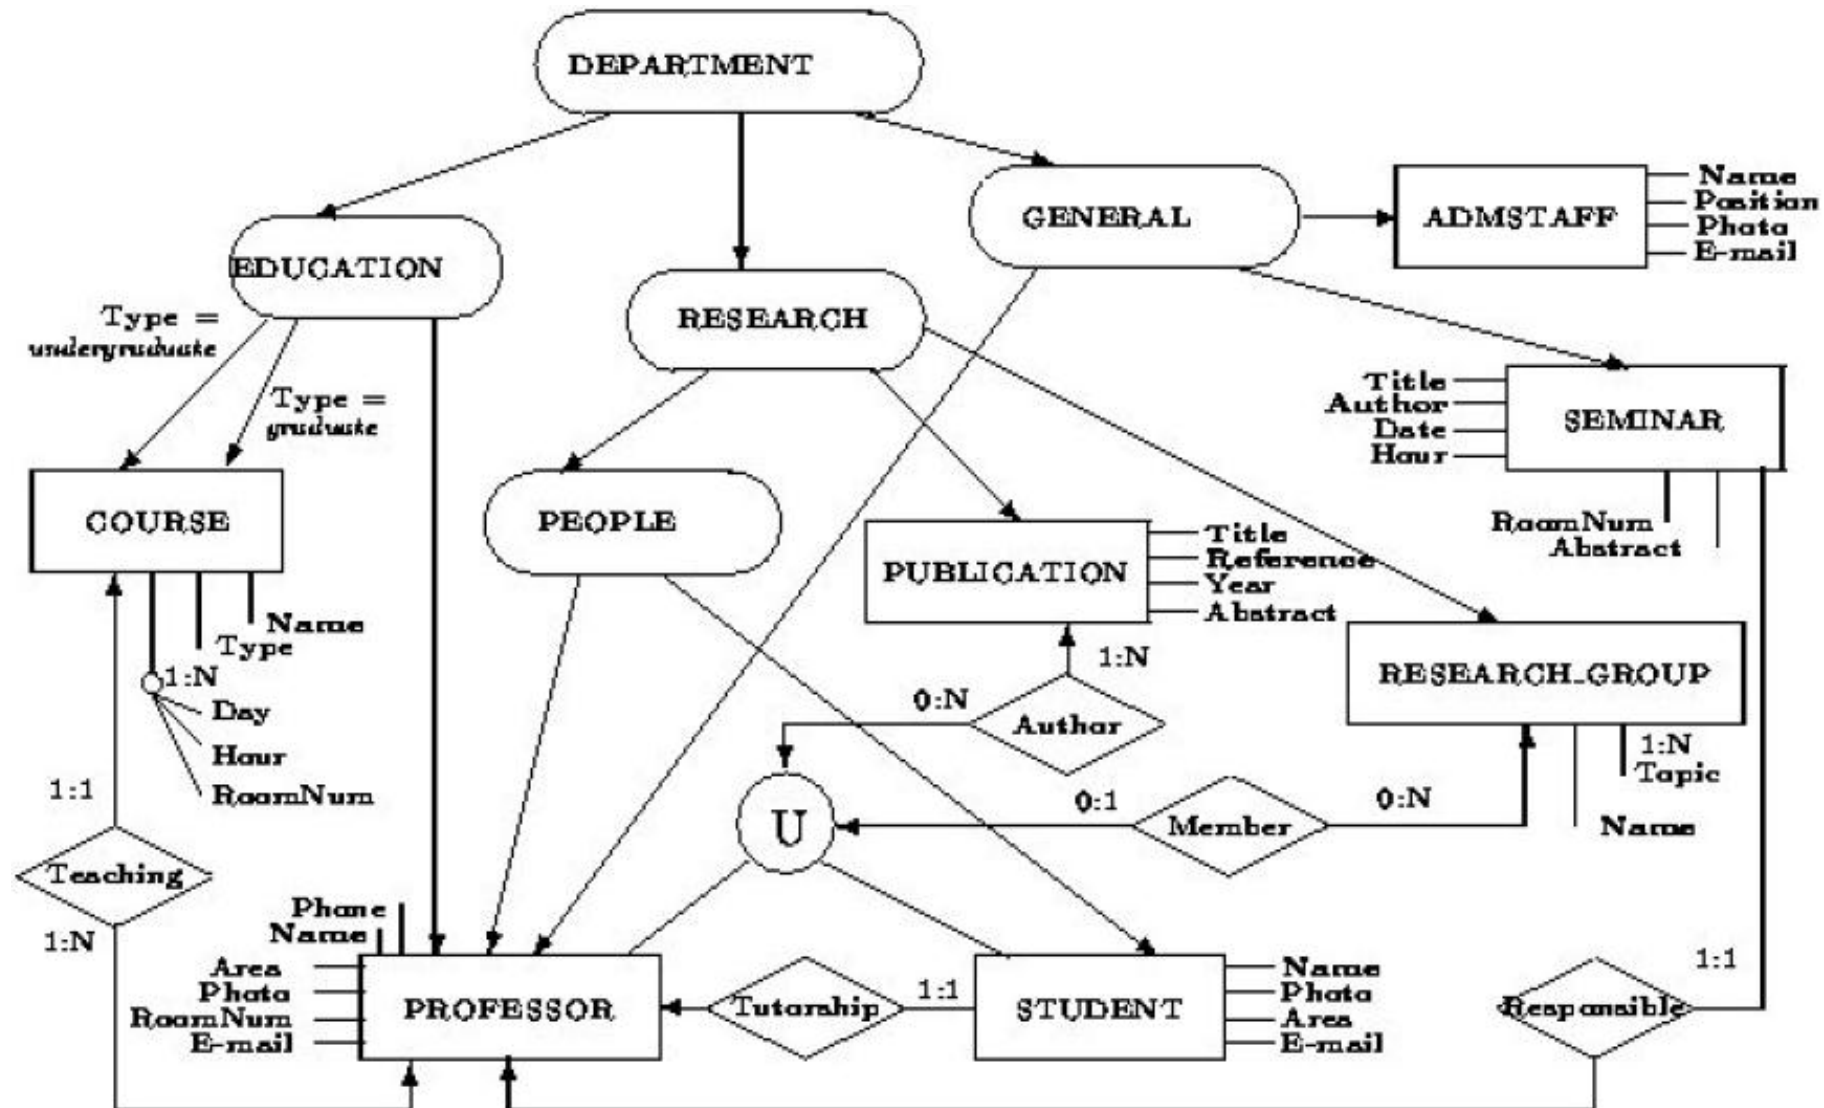 DEPARTMENT
GENERAL
ADMSTAFF
Name
Position
Photo
E-mail
EDUCATION
RESEARCH
Type =
undergraduate
Type =
graduate
Title
Author
Date
Hour
SEMINAR
RoomNum
Abstract
COURSE
PEOPLE
PUBLICATION
Title
Reference
Year
Abstract
Name
Type
1:N
Day
Hour
RoomNum
1:N
0:N
Author
RESEARCH_GROUP
1:N
Topic
Name
1:1
U
0:1
Member
0:N
Teaching
1:N
Phone
Name
Area
Photo
RoomNum
E-mail
PROFESSOR
Tutorship
1:1
STUDENT
Name
Photo
Area
E-mail
Responsible
1:1